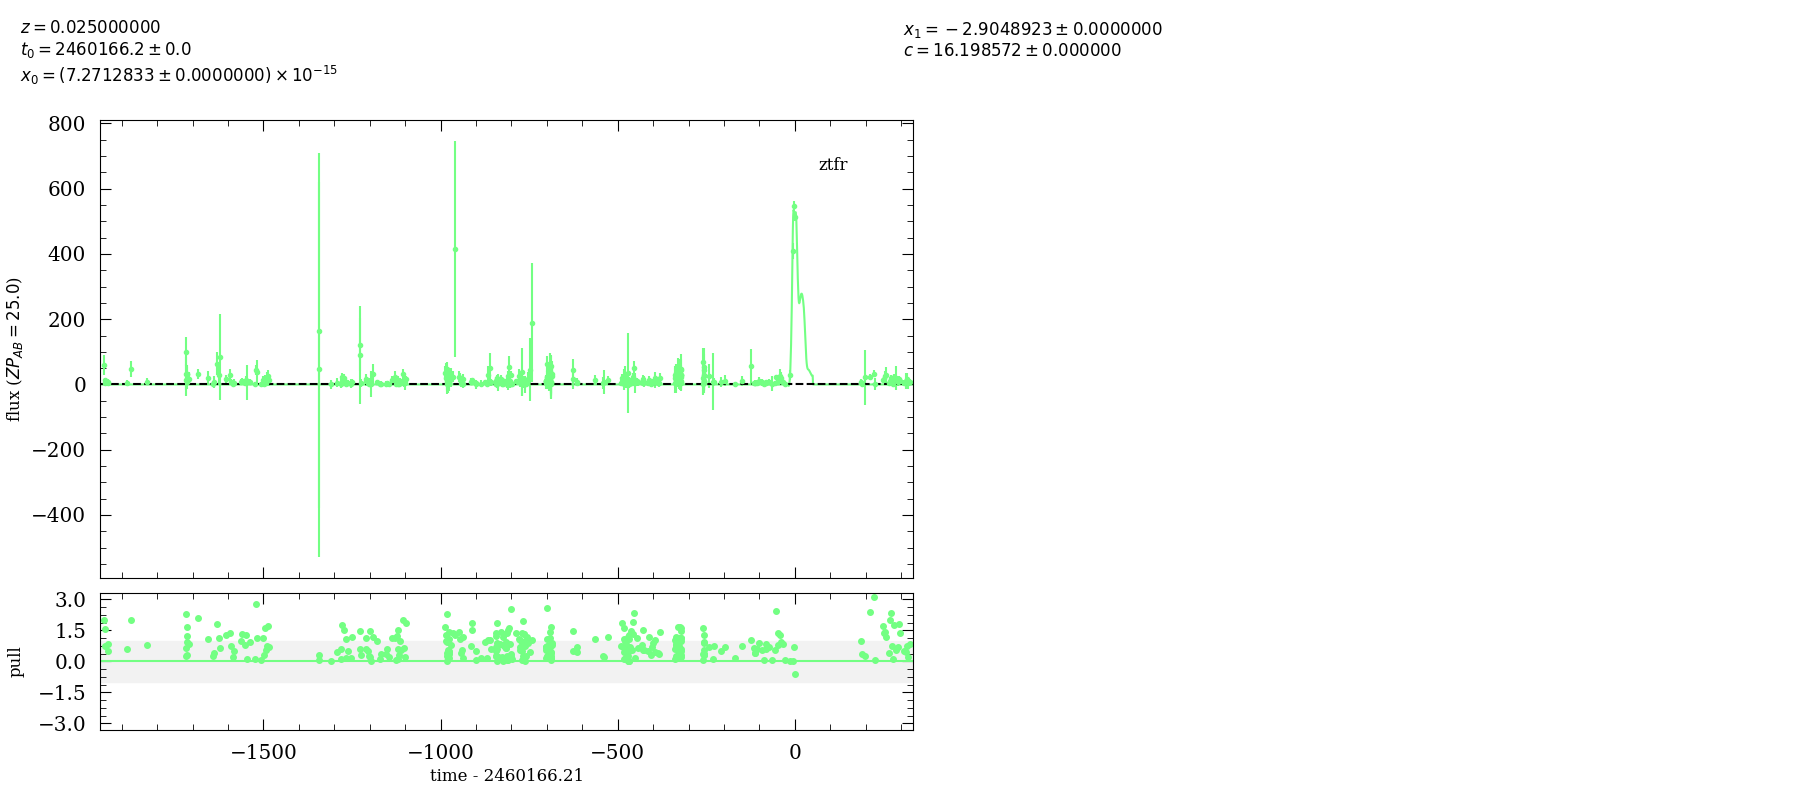 z = 0.025000000
t₀ = 2460166.2 ± 0.0
x₀ = (7.2712833 ± 0.0000000) × 10⁻¹⁵
x₁ = −2.9048923 ± 0.0000000
c = 16.198572 ± 0.000000
800
600
400
200
0
−200
−400
flux (ZP_AB = 25.0)
ztfr
3.0
1.5
0.0
−1.5
−3.0
pull
−1500 −1000 −500 0
time - 2460166.21